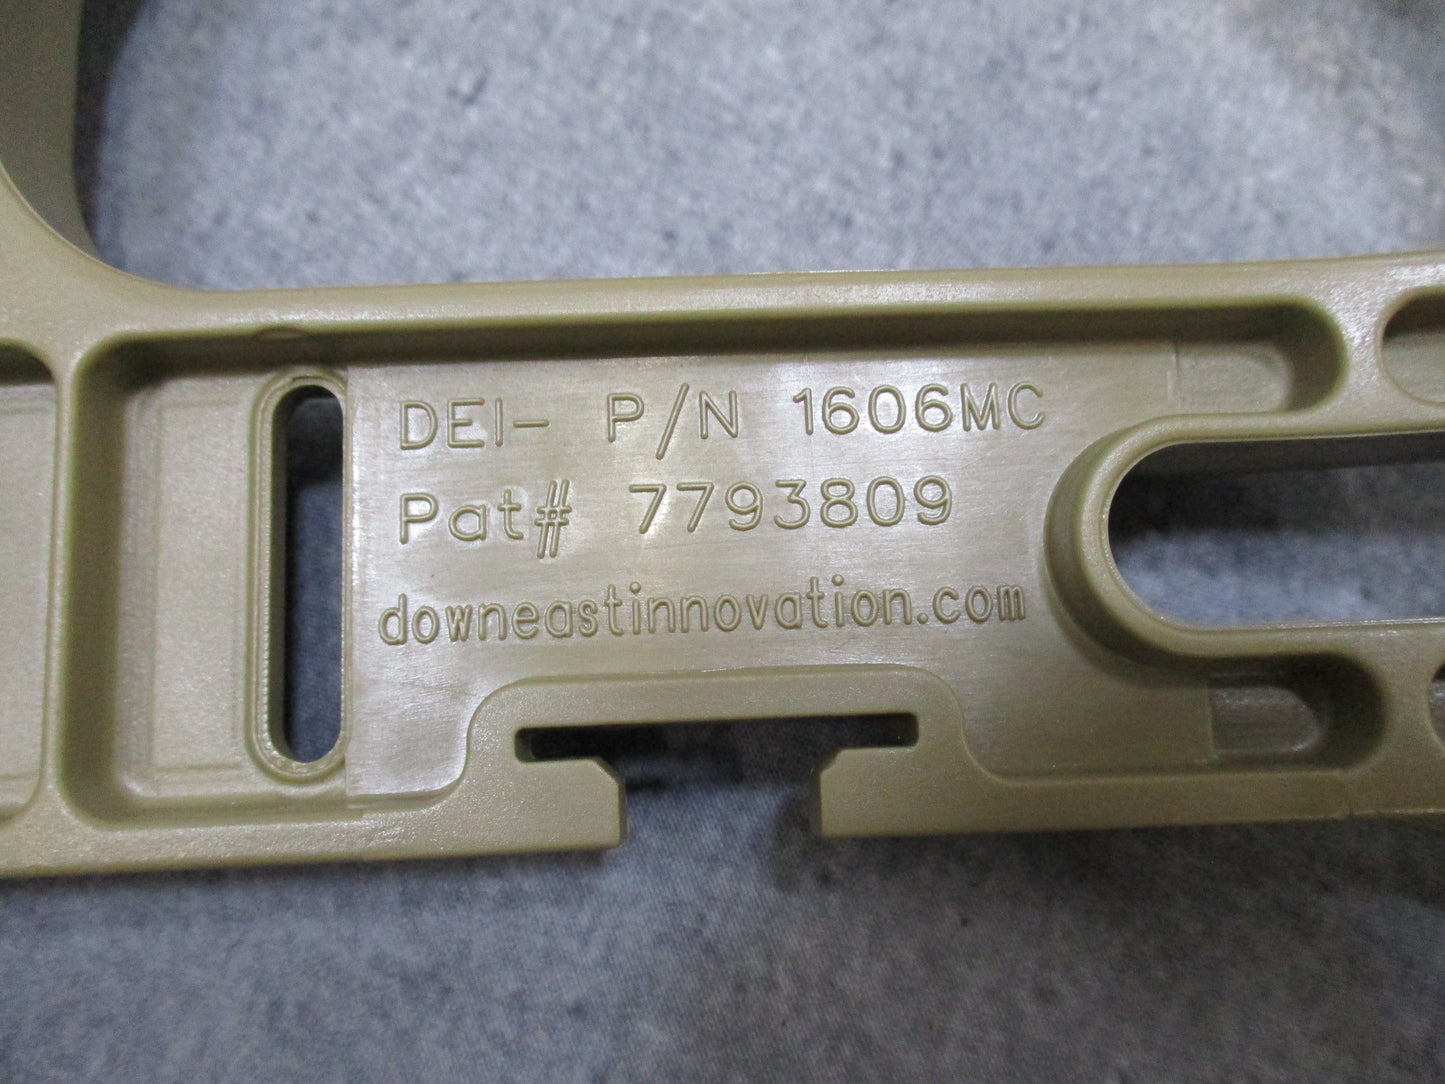 DEI- P/N 1606MC
Pat# 7793809
downeastinnovation.com